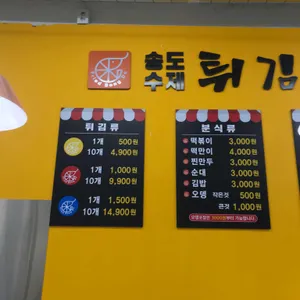 송도
수제
튀김
튀김류
1개 500원
10개 4,900원
1개 1,000원
10개 9,900원
1개 1,500원
10개 14,900원
분식류
떡볶이 3,000원
떡만이 4,000원
찐만두 3,000원
순대 3,000원
김밥 3,000원
오뎅 작은것 500원
큰것 1,000원